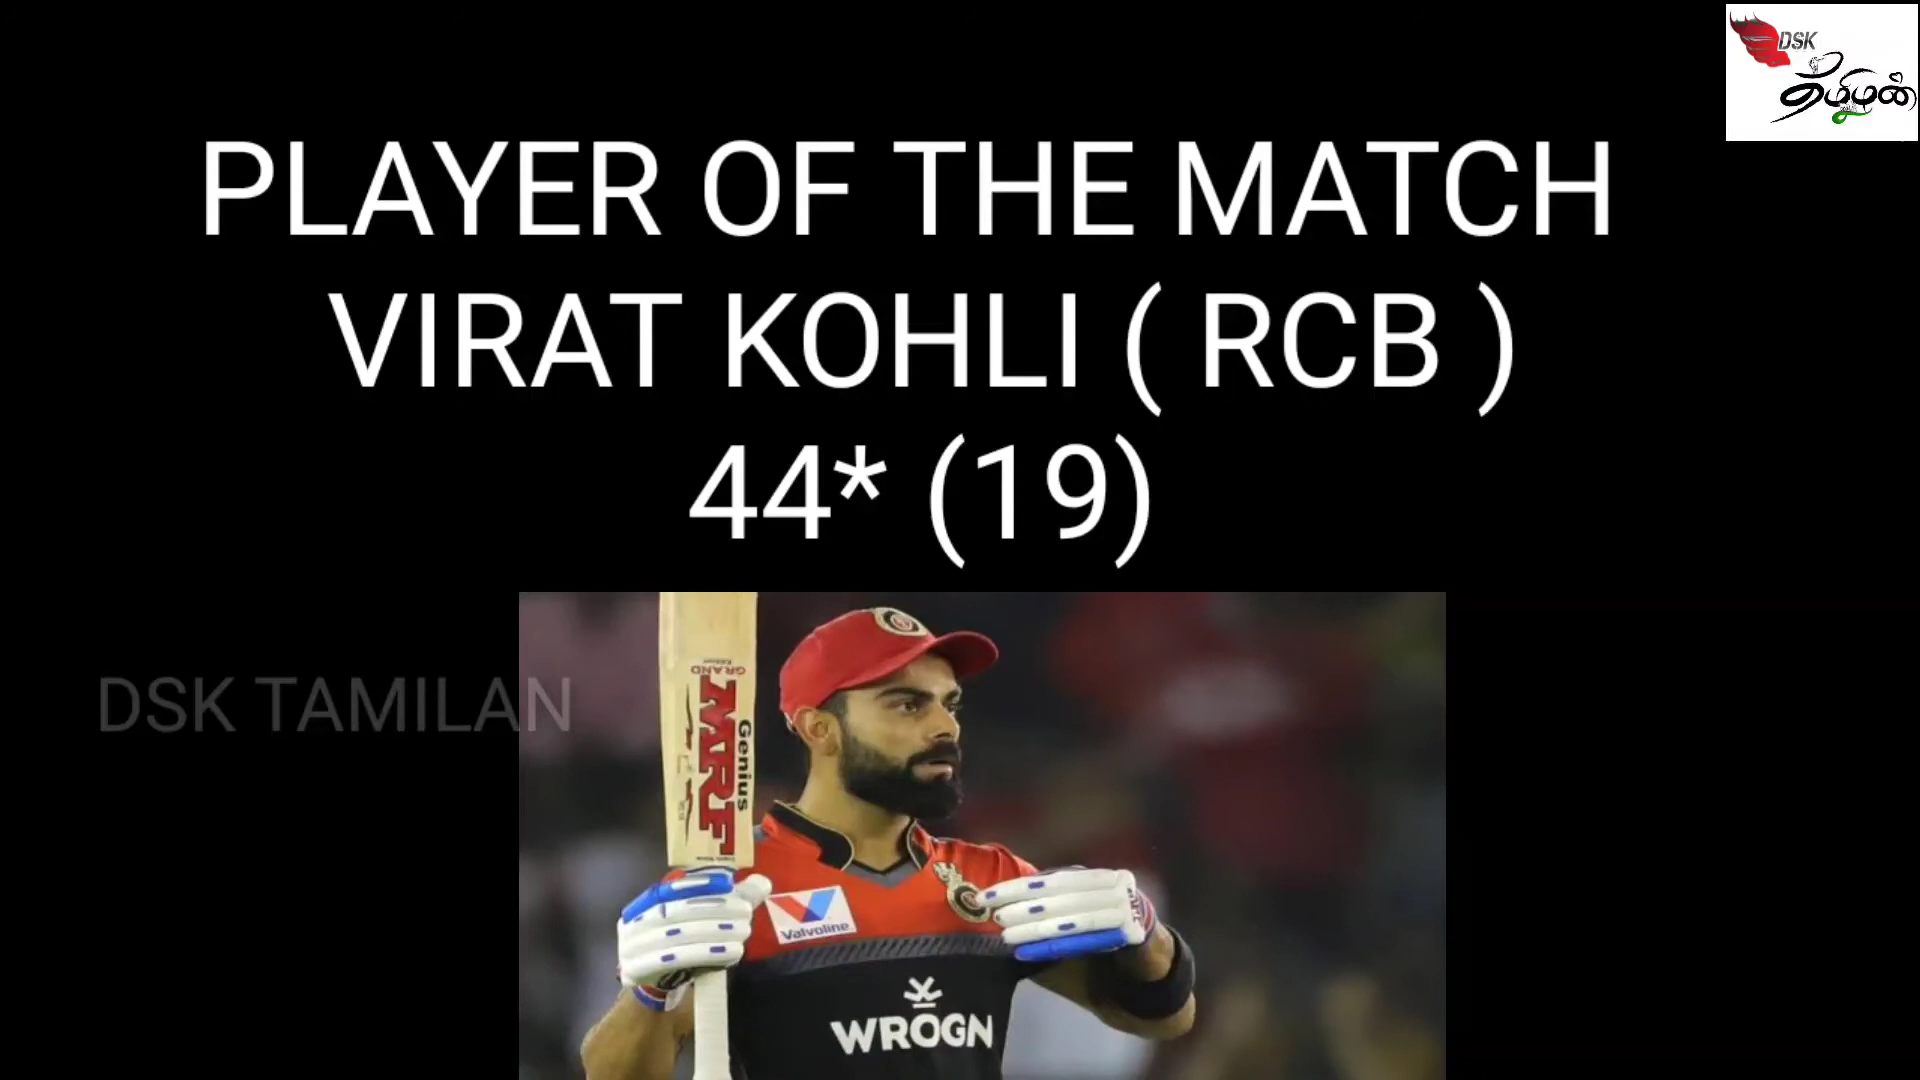 DSK
தமிழன்
PLAYER OF THE MATCH
VIRAT KOHLI ( RCB )
44* (19)
DSK TAMILAN
GRAND
MRF
Genius
Valvoline
WROGN